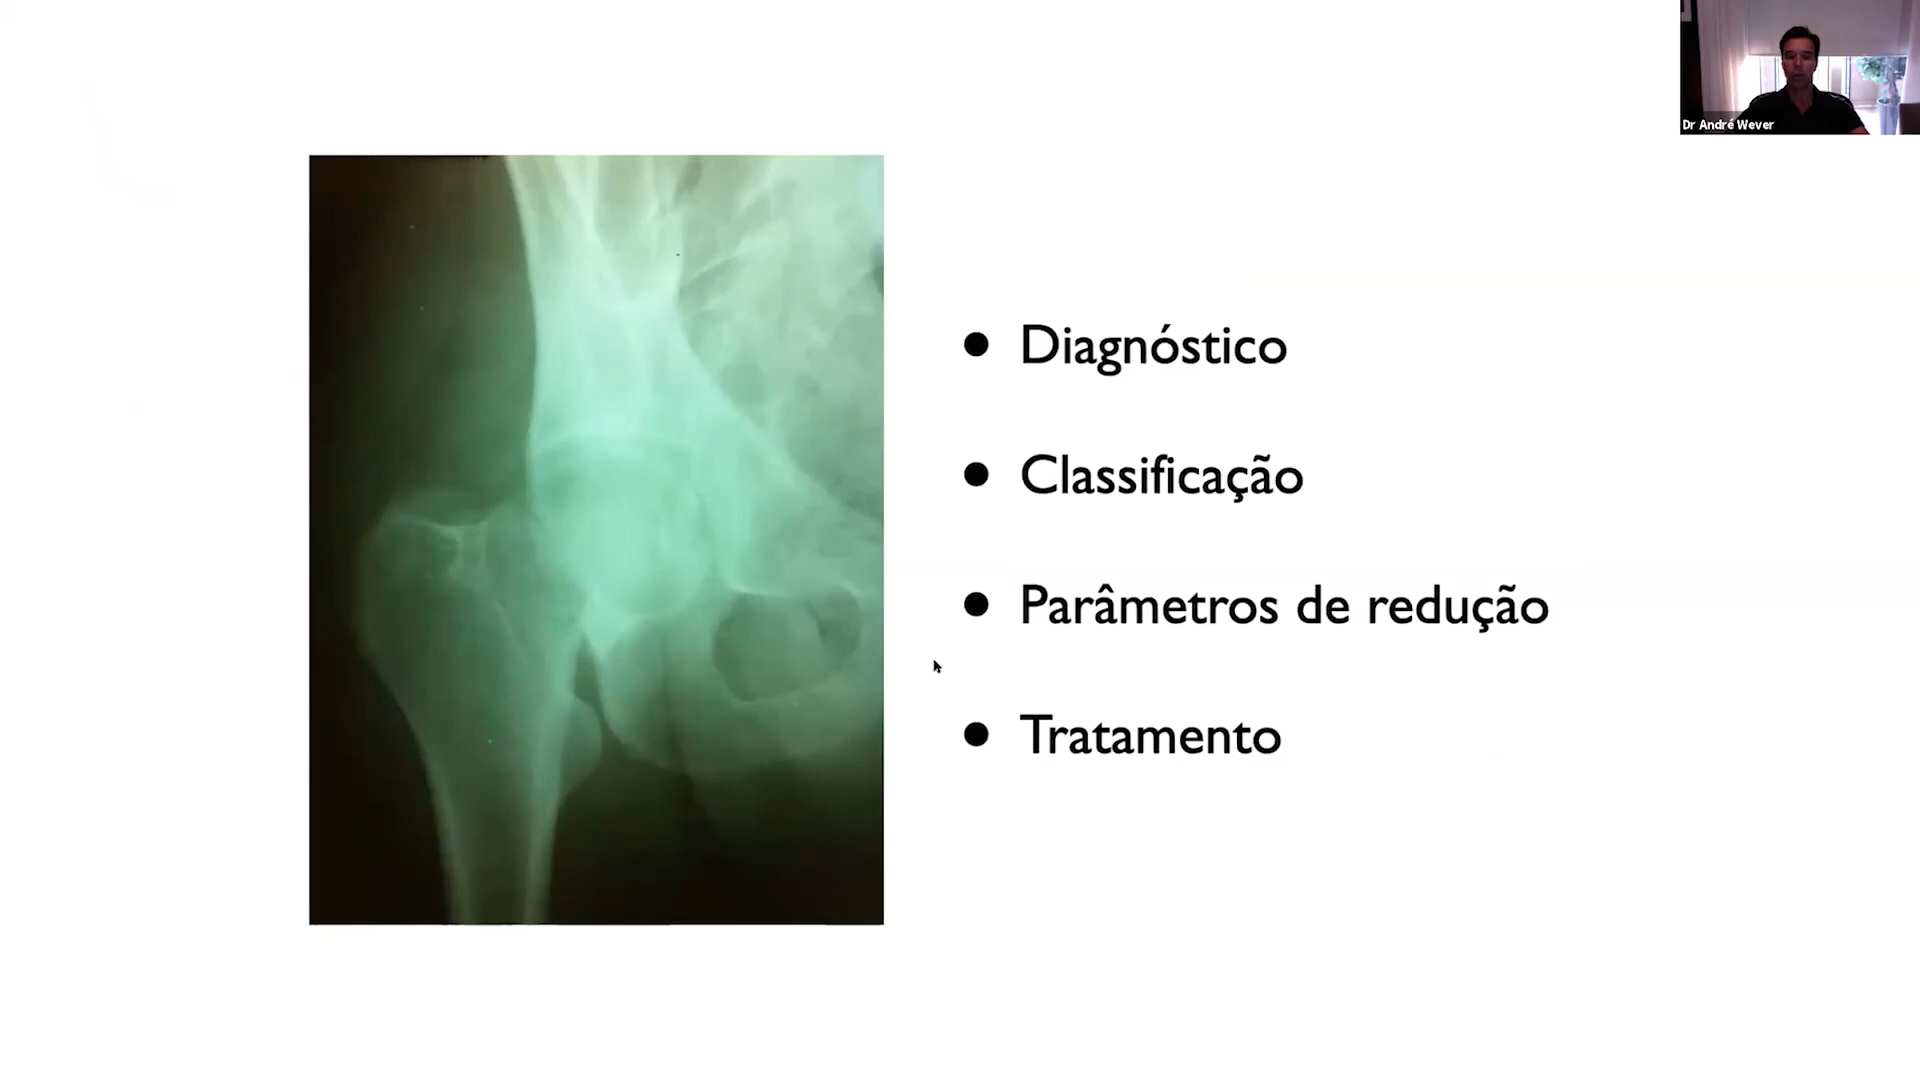 Dr André Wever
• Diagnóstico
• Classificação
• Parâmetros de redução
• Tratamento